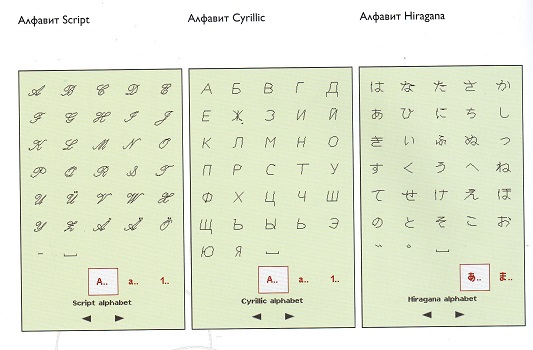 Алфавит Script
A B C D E
F G H I J
K L M N O
P Q R S T
U Ü V W X
Y Z Å Ä Ö
-
A.. a.. 1..
Script alphabet
Алфавит Cyrillic
А Б В Г Д
Е Ж З И Й
К Л М Н О
П Р С Т У
Ф Х Ц Ч Ш
Щ Ъ Ы Ь Э
Ю Я
A.. a.. 1..
Cyrillic alphabet
Алфавит Hiragana
は な た さ か
あ ひ に ち し
き い ふ ぬ つ
す く う へ ね
て せ け え ほ
の と そ こ お
゛ ゜
あ.. ま..
Hiragana alphabet